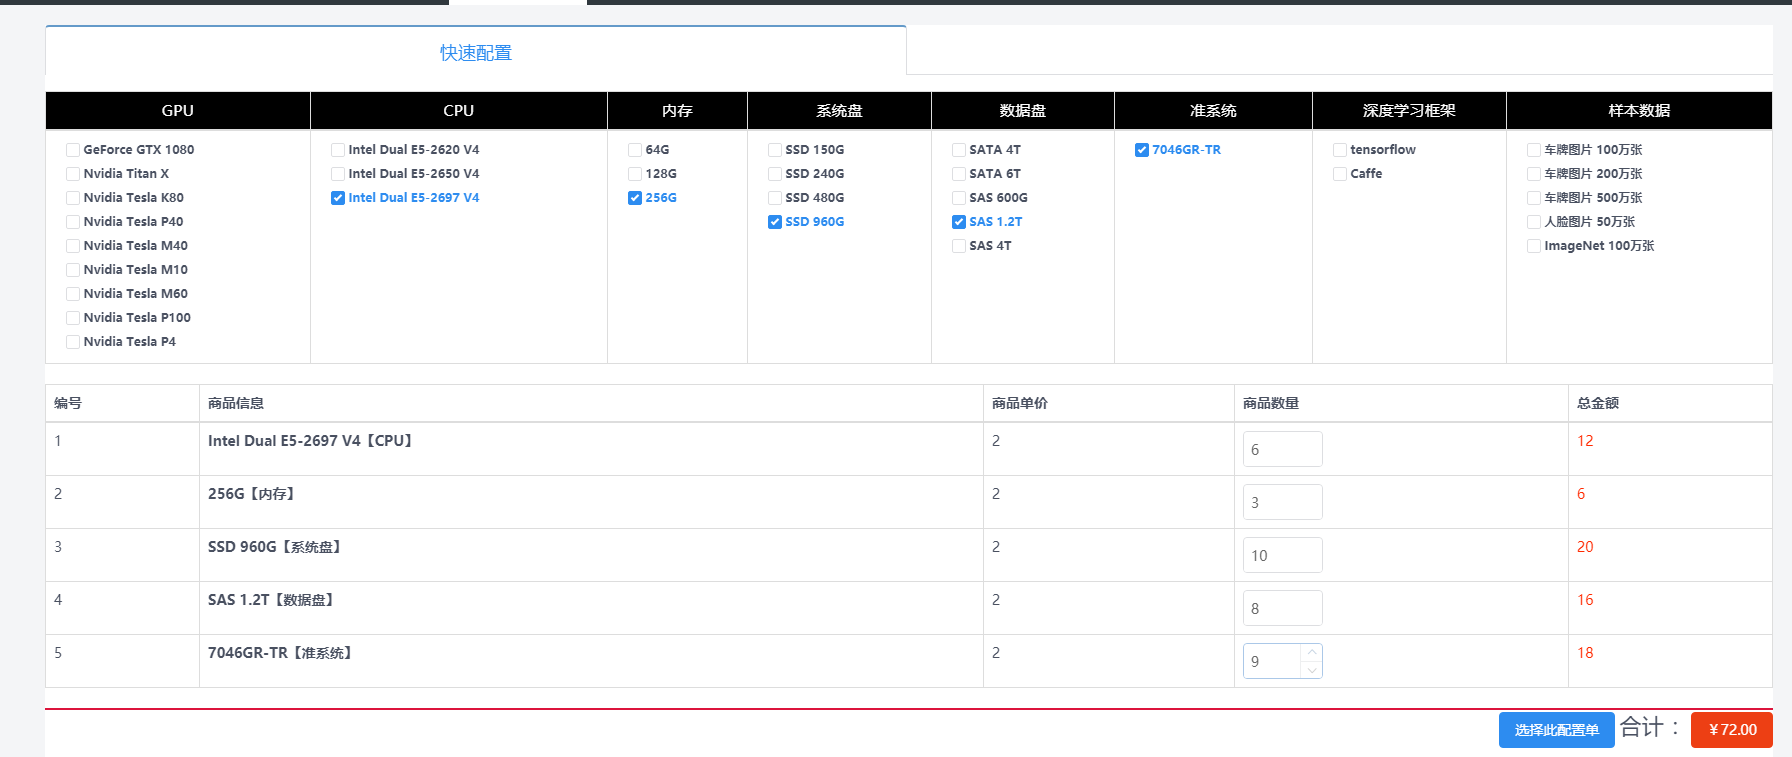 快速配置
GPU CPU 内存 系统盘 数据盘 准系统 深度学习框架 样本数据
GeForce GTX 1080 Intel Dual E5-2620 V4 64G SSD 150G SATA 4T 7046GR-TR tensorflow 车牌图片 100万张
Nvidia Titan X Intel Dual E5-2650 V4 128G SSD 240G SATA 6T Caffe 车牌图片 200万张
Nvidia Tesla K80 Intel Dual E5-2697 V4 256G SSD 480G SAS 600G 车牌图片 500万张
Nvidia Tesla P40 SSD 960G SAS 1.2T 人脸图片 50万张
Nvidia Tesla M40 SAS 4T ImageNet 100万张
Nvidia Tesla M10
Nvidia Tesla M60
Nvidia Tesla P100
Nvidia Tesla P4
编号 商品信息 商品单价 商品数量 总金额
1 Intel Dual E5-2697 V4【CPU】 2 6 12
2 256G【内存】 2 3 6
3 SSD 960G【系统盘】 2 10 20
4 SAS 1.2T【数据盘】 2 8 16
5 7046GR-TR【准系统】 2 9 18
选择此配置单 合计： ￥72.00